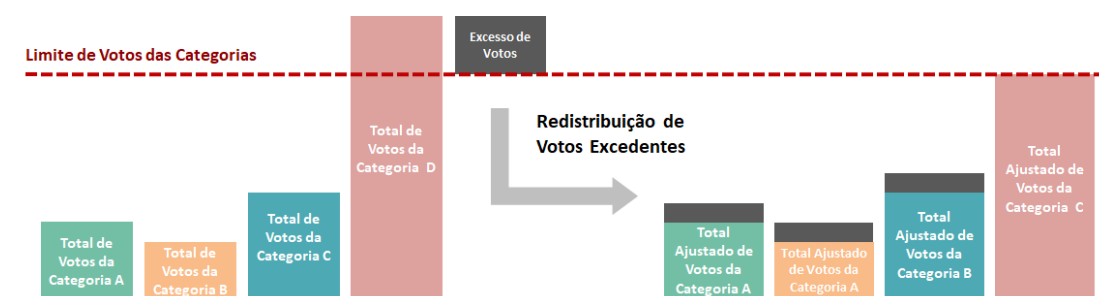 Limite de Votos das Categorias
Total de
Votos da
Categoria A
Total de
Votos da
Categoria B
Total de
Votos da
Categoria C
Total de
Votos da
Categoria D
Excesso de
Votos
Redistribuição de
Votos Excedentes
Total
Ajustado de
Votos da
Categoria A
Total Ajustado
de Votos da
Categoria A
Total
Ajustado de
Votos da
Categoria B
Total
Ajustado de
Votos da
Categoria C